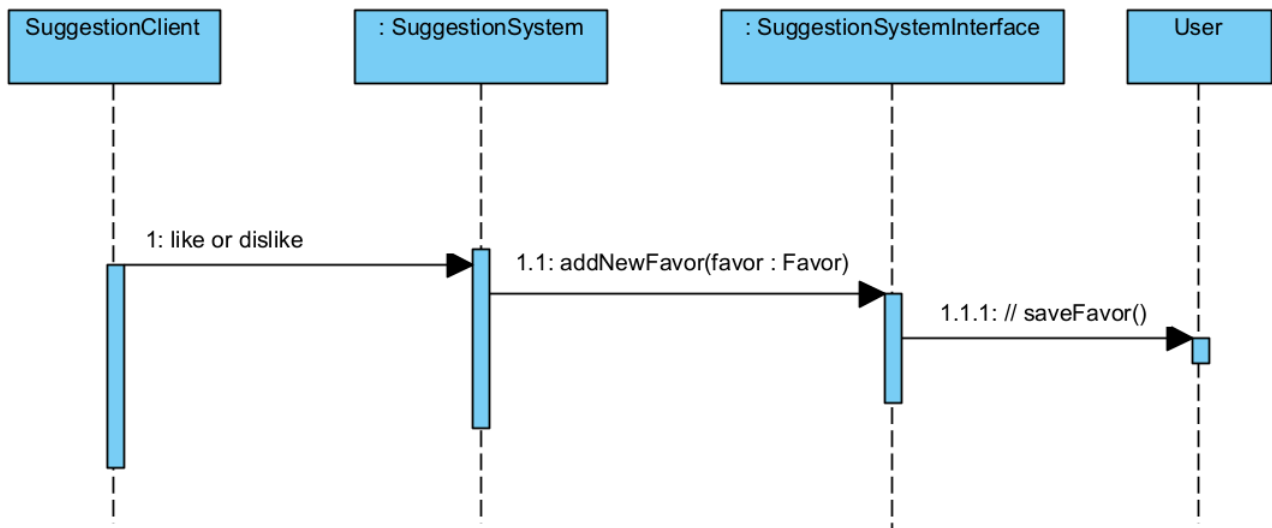 SuggestionClient
: SuggestionSystem
: SuggestionSystemInterface
User
1: like or dislike
1.1: addNewFavor(favor : Favor)
1.1.1: // saveFavor()